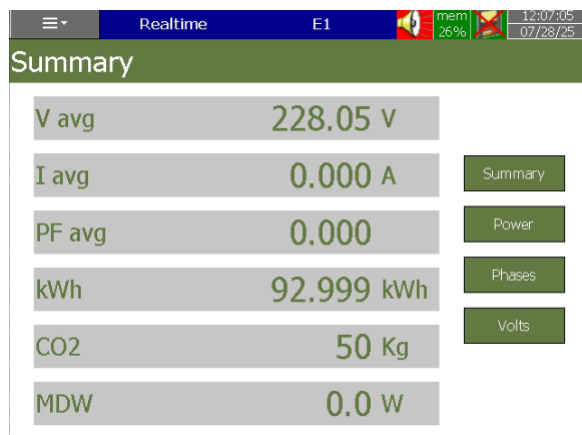 Realtime E1 mem 12:07:05
26% 07/28/25
Summary
V avg 228.05 V
I avg 0.000 A
Summary
PF avg 0.000
Power
kWh 92.999 kWh
Phases
CO2 50 Kg
Volts
MDW 0.0 W